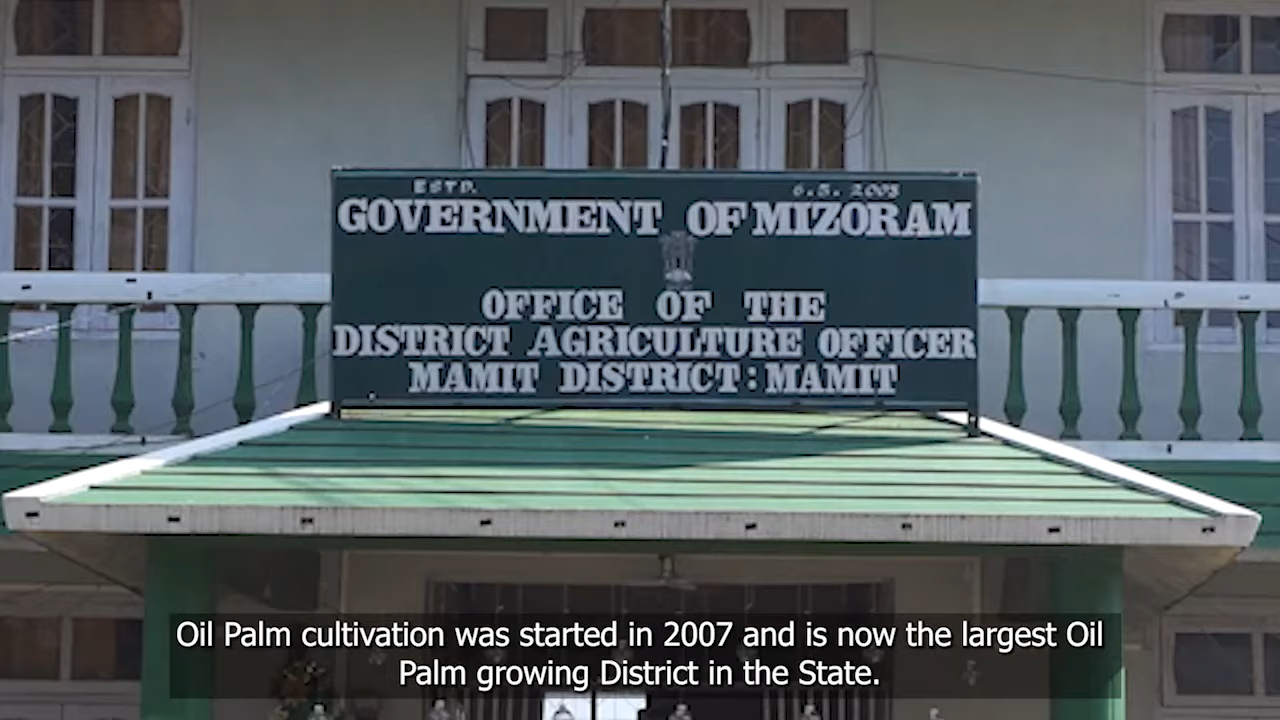 ESTD. 6.5. 2003
GOVERNMENT OF MIZORAM
OFFICE OF THE
DISTRICT AGRICULTURE OFFICER
MAMIT DISTRICT : MAMIT
Oil Palm cultivation was started in 2007 and is now the largest Oil
Palm growing District in the State.